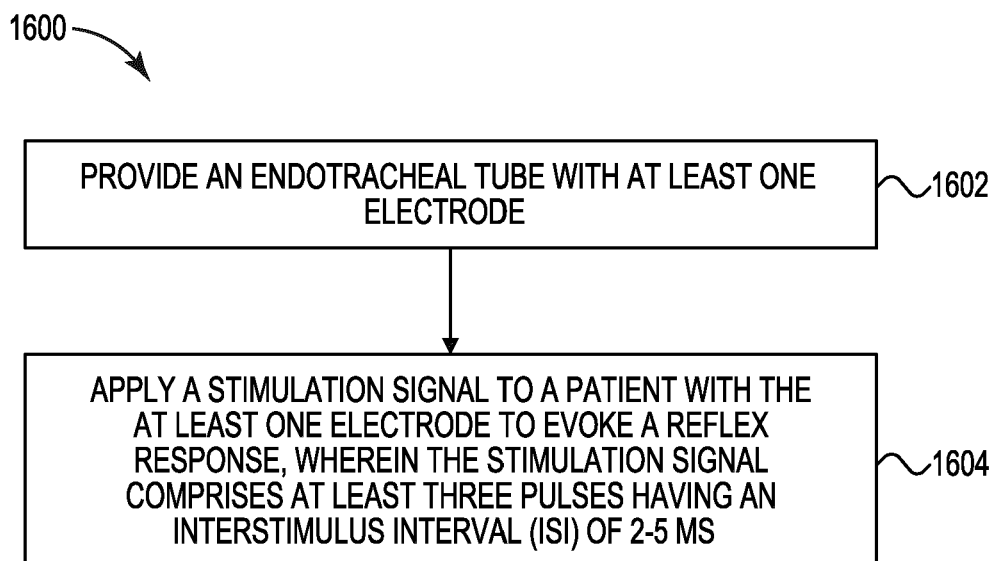 1600
PROVIDE AN ENDOTRACHEAL TUBE WITH AT LEAST ONE
ELECTRODE
1602
APPLY A STIMULATION SIGNAL TO A PATIENT WITH THE
AT LEAST ONE ELECTRODE TO EVOKE A REFLEX
RESPONSE, WHEREIN THE STIMULATION SIGNAL
COMPRISES AT LEAST THREE PULSES HAVING AN
INTERSTIMULUS INTERVAL (ISI) OF 2-5 MS
1604